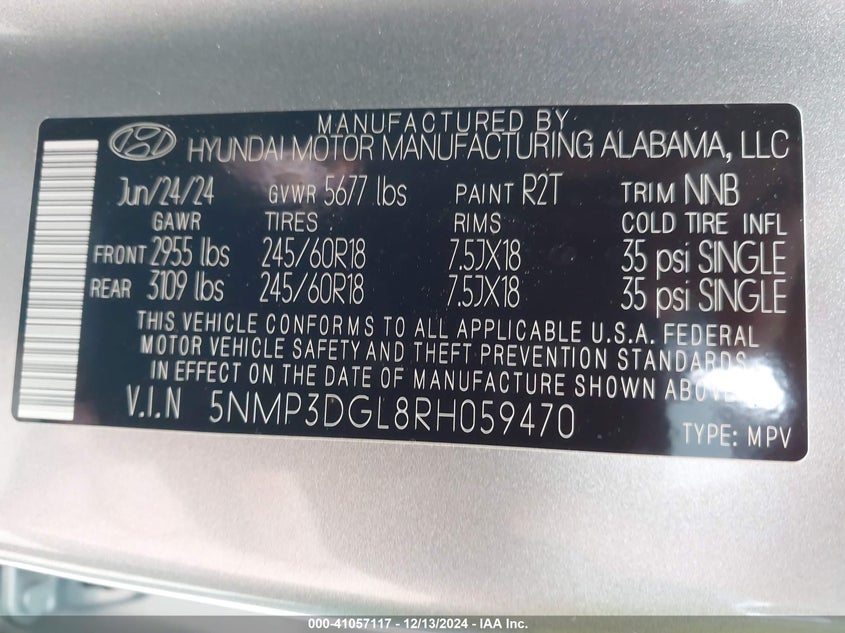 MANUFACTURED BY
HYUNDAI MOTOR MANUFACTURING ALABAMA, LLC
Jun/24/24 GVWR 5677 lbs PAINT R2T TRIM NNB
GAWR TIRES RIMS COLD TIRE INFL
FRONT 2955 lbs 245/60R18 7.5JX18 35 psi SINGLE
REAR 3109 lbs 245/60R18 7.5JX18 35 psi SINGLE
THIS VEHICLE CONFORMS TO ALL APPLICABLE U.S.A. FEDERAL
MOTOR VEHICLE SAFETY AND THEFT PREVENTION STANDARDS
IN EFFECT ON THE DATE OF MANUFACTURE SHOWN ABOVE.
V.I.N 5NMP3DGL8RH059470
TYPE: MPV
000-41057117 - 12/13/2024 - IAA Inc.